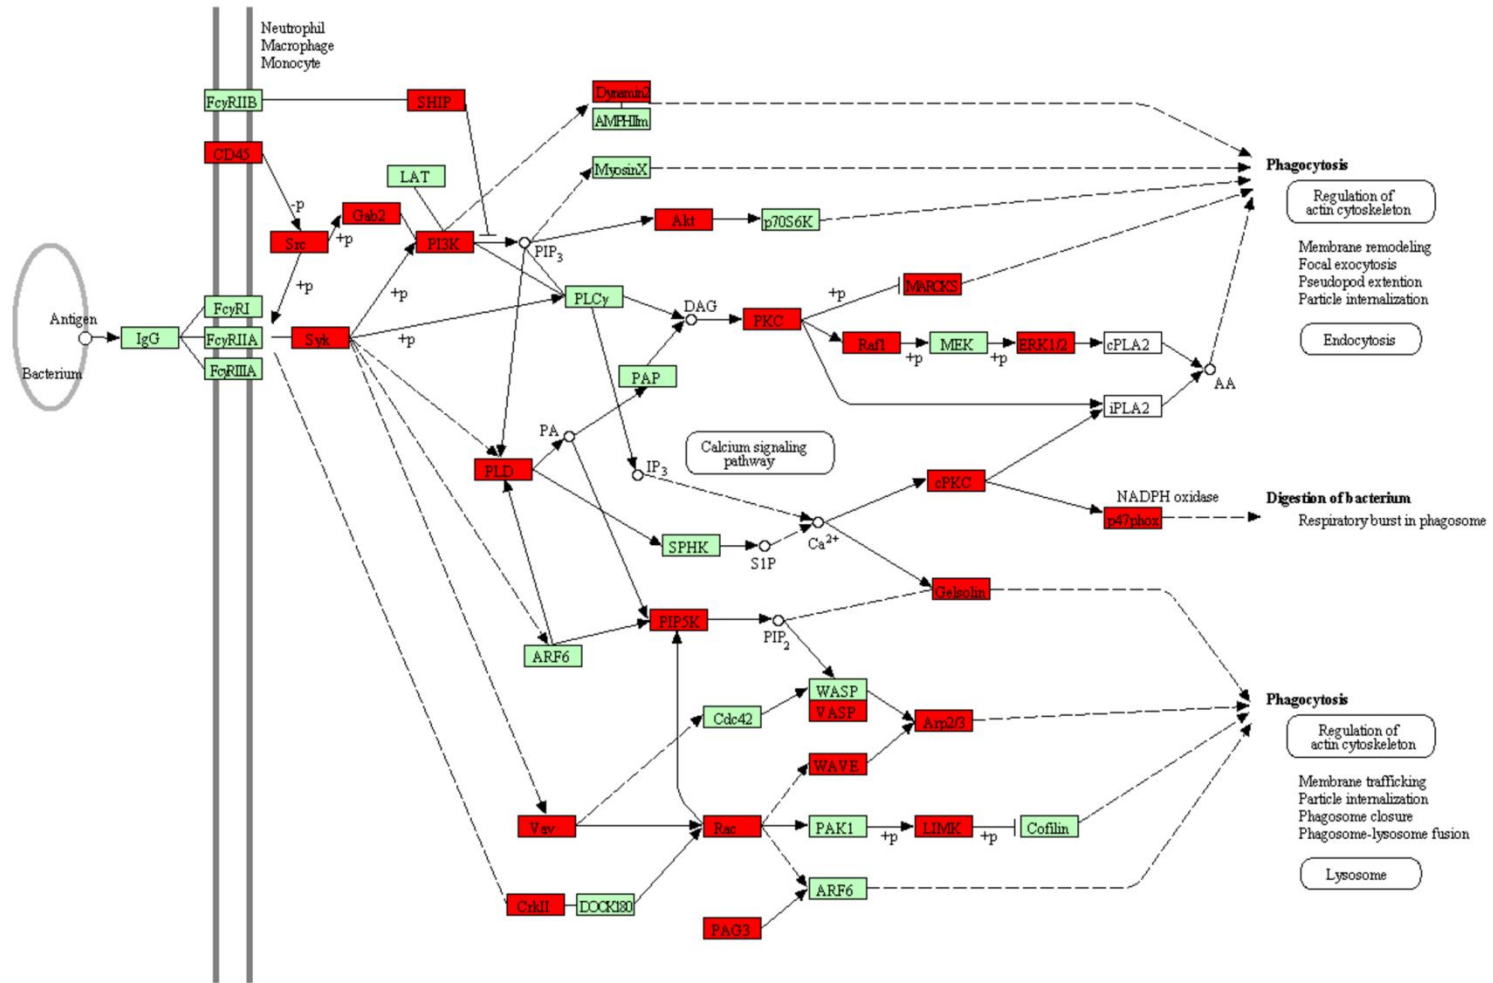 Neutrophil
Macrophage
Monocyte
FcγRIIB
SHIP
Dynamin2
AMPHIIm
CD45
LAT
MyosinX
Phagocytosis
Regulation of
actin cytoskeleton
-p
Gab2
Akt
p70S6K
Src
+p
PI3K
PIP3
Membrane remodeling
Focal exocytosis
Pseudopod extention
Particle internalization
+p
+p
PLCγ
DAG
+p
MARCKS
Antigen
FcγRI
PKC
IgG
FcγRIIA
Syk
+p
Raf1
+p
MEK
+p
ERK1/2
cPLA2
Endocytosis
Bacterium
FcγRIIIA
PAP
AA
iPLA2
PA
Calcium signaling
pathway
PLD
IP3
cPKC
NADPH oxidase
Digestion of bacterium
p47phox
Respiratory burst in phagosome
SPHK
S1P
Ca2+
Gelsolin
PIP5K
PIP2
ARF6
WASP
VASP
Cdc42
Arp2/3
Phagocytosis
Regulation of
actin cytoskeleton
WAVE
Membrane trafficking
Particle internalization
Phagosome closure
Phagosome-lysosome fusion
Vav
Rac
PAK1
+p
LIMK
+p
Cofilin
Lysosome
ARF6
CrkII
DOCK180
PAG3